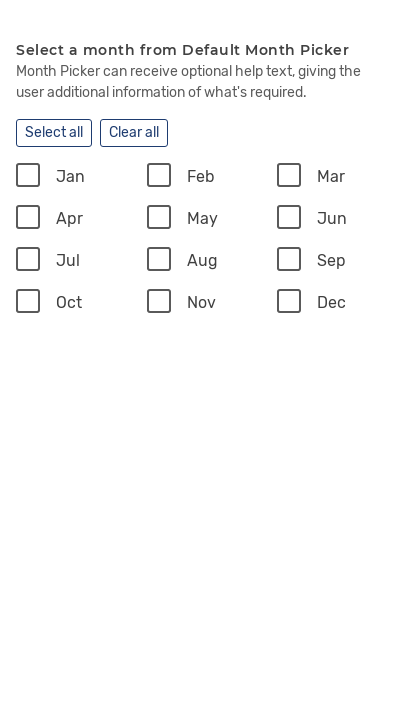 Select a month from Default Month Picker
Month Picker can receive optional help text, giving the
user additional information of what's required.
Select all Clear all
Jan Feb Mar
Apr May Jun
Jul Aug Sep
Oct Nov Dec